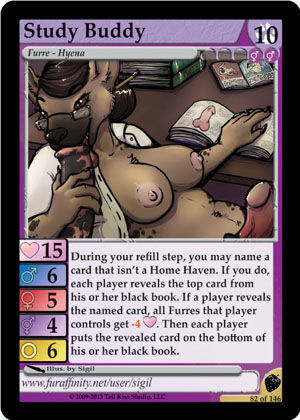 Study Buddy
10
Furre - Hyena
15
6
5
4
6
During your refill step, you may name a
card that isn't a Home Haven. If you do,
each player reveals the top card from
his or her black book. If a player reveals
the named card, all Furres that player
controls get -4 . Then each player
puts the revealed card on the bottom of
his or her black book.
Illus. by Sigil
www.furaffinity.net/user/sigil
© 2009-2013 Tail Kiss Studio, LLC
82 of 146